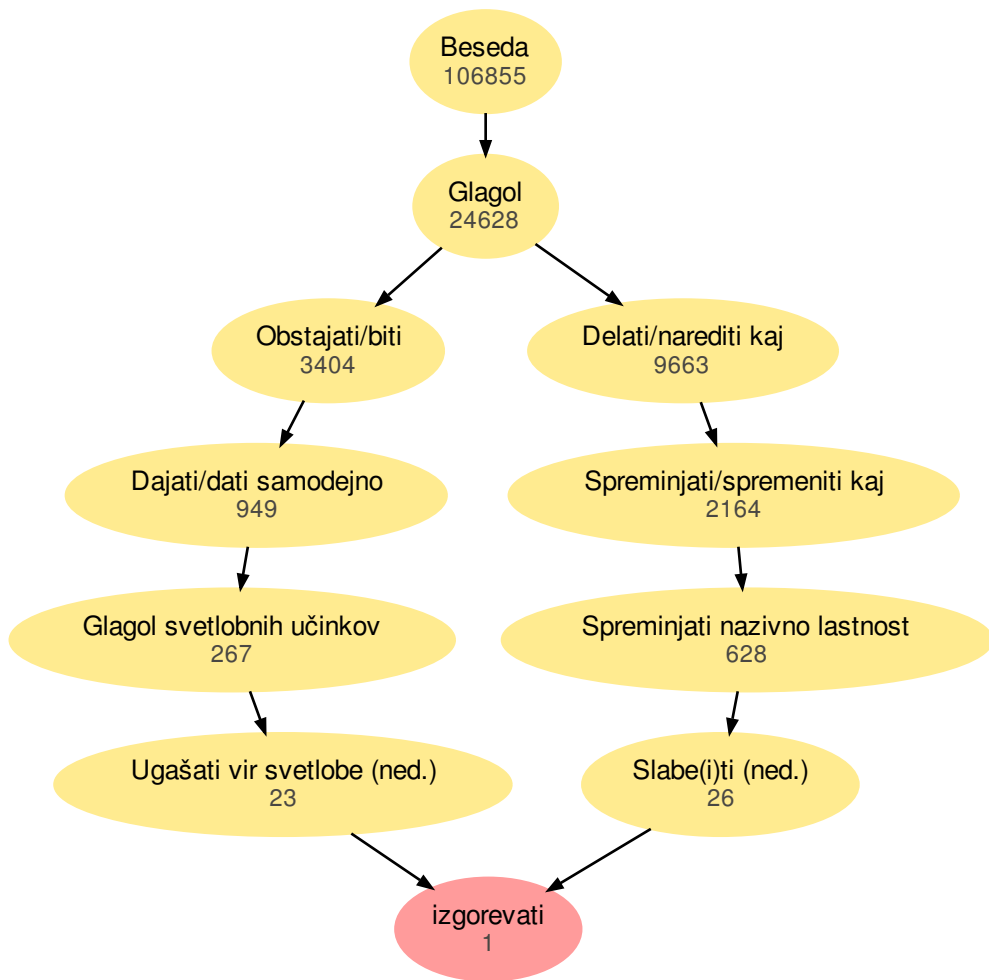 Beseda
106855
Glagol
24628
Obstajati/biti
3404
Delati/narediti kaj
9663
Dajati/dati samodejno
949
Spreminjati/spremeniti kaj
2164
Glagol svetlobnih učinkov
267
Spreminjati nazivno lastnost
628
Ugašati vir svetlobe (ned.)
23
Slabe(i)ti (ned.)
26
izgorevati
1